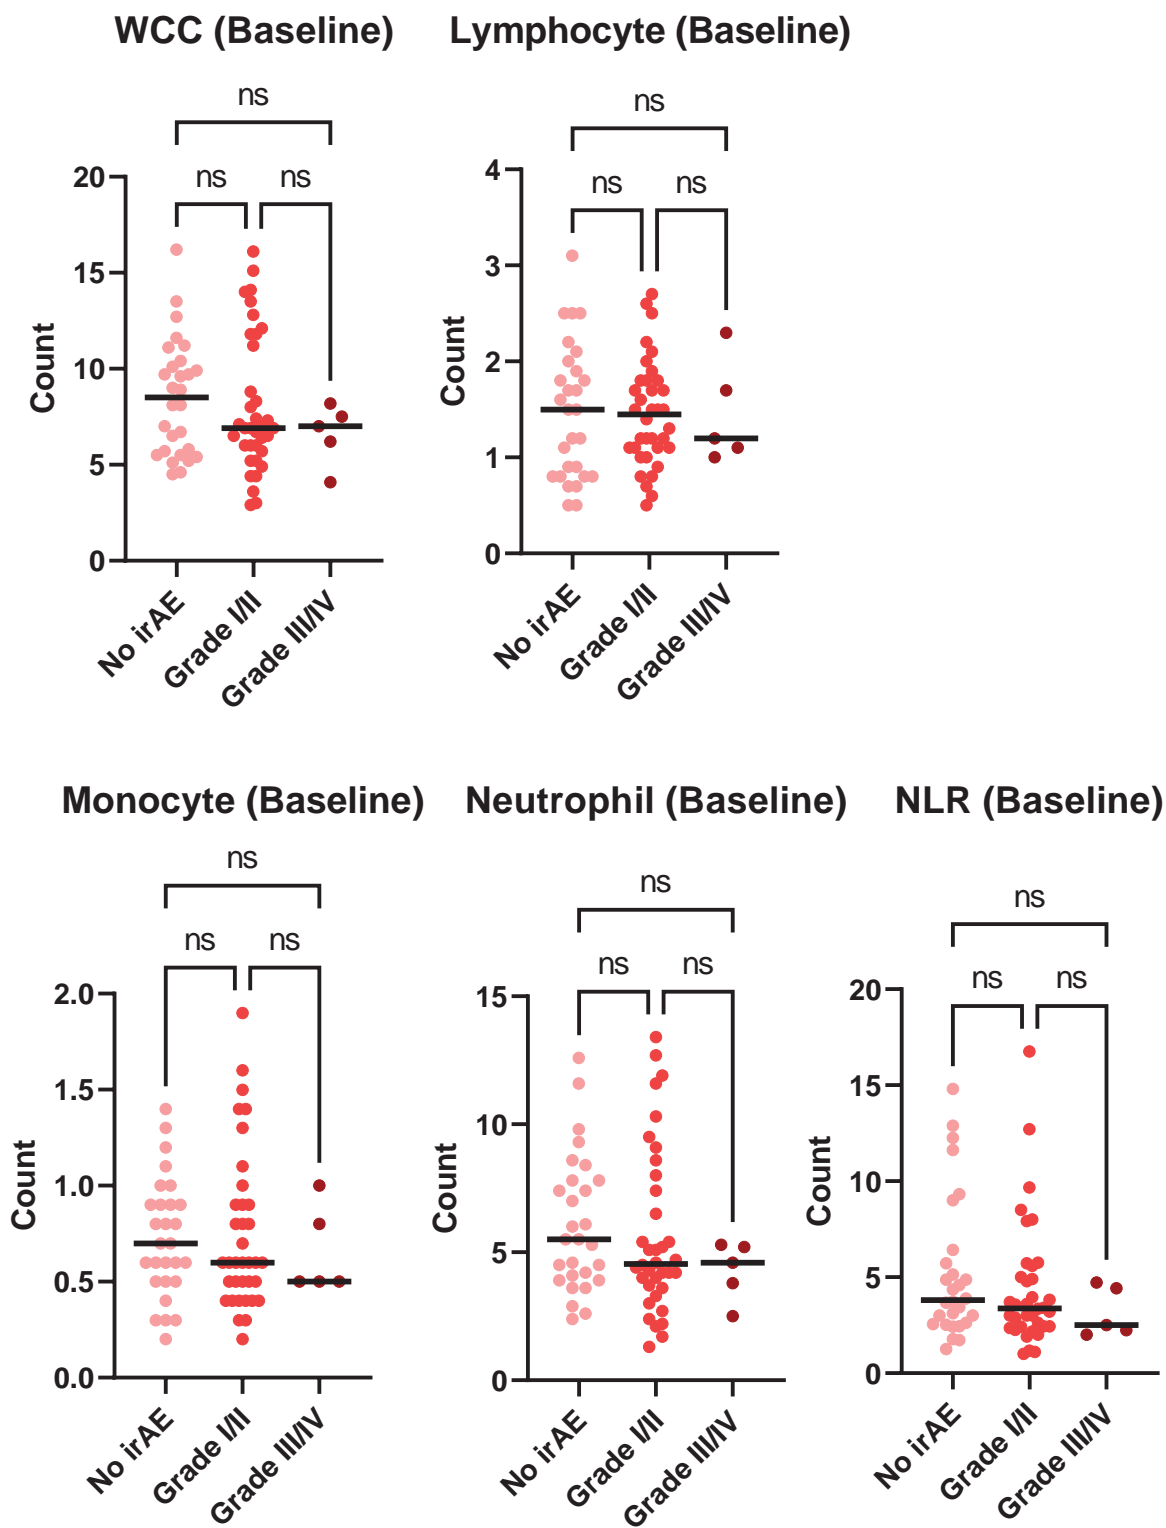 WCC (Baseline)
ns
ns ns
20
15
10
5
0
Count
No irAE
Grade I/II
Grade III/IV
Lymphocyte (Baseline)
ns
ns ns
4
3
2
1
0
Count
No irAE
Grade I/II
Grade III/IV
Monocyte (Baseline)
ns
ns ns
2.0
1.5
1.0
0.5
0.0
Count
No irAE
Grade I/II
Grade III/IV
Neutrophil (Baseline)
ns
ns ns
15
10
5
0
Count
No irAE
Grade I/II
Grade III/IV
NLR (Baseline)
ns
ns ns
20
15
10
5
0
Count
No irAE
Grade I/II
Grade III/IV